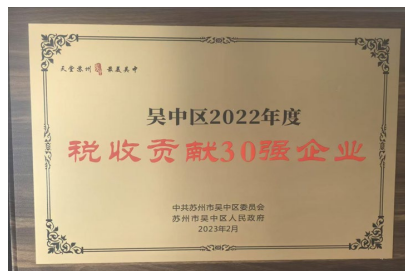 天堂苏州 最美吴中
吴中区2022年度
税收贡献30强企业
中共苏州市吴中区委员会
苏州市吴中区人民政府
2023年2月